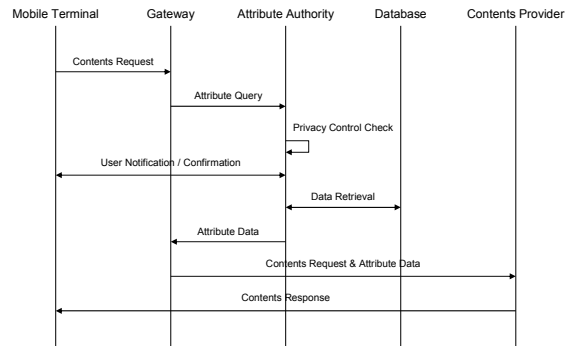 Mobile Terminal Gateway Attribute Authority Database Contents Provider
Contents Request
Attribute Query
Privacy Control Check
User Notification / Confirmation
Data Retrieval
Attribute Data
Contents Request & Attribute Data
Contents Response